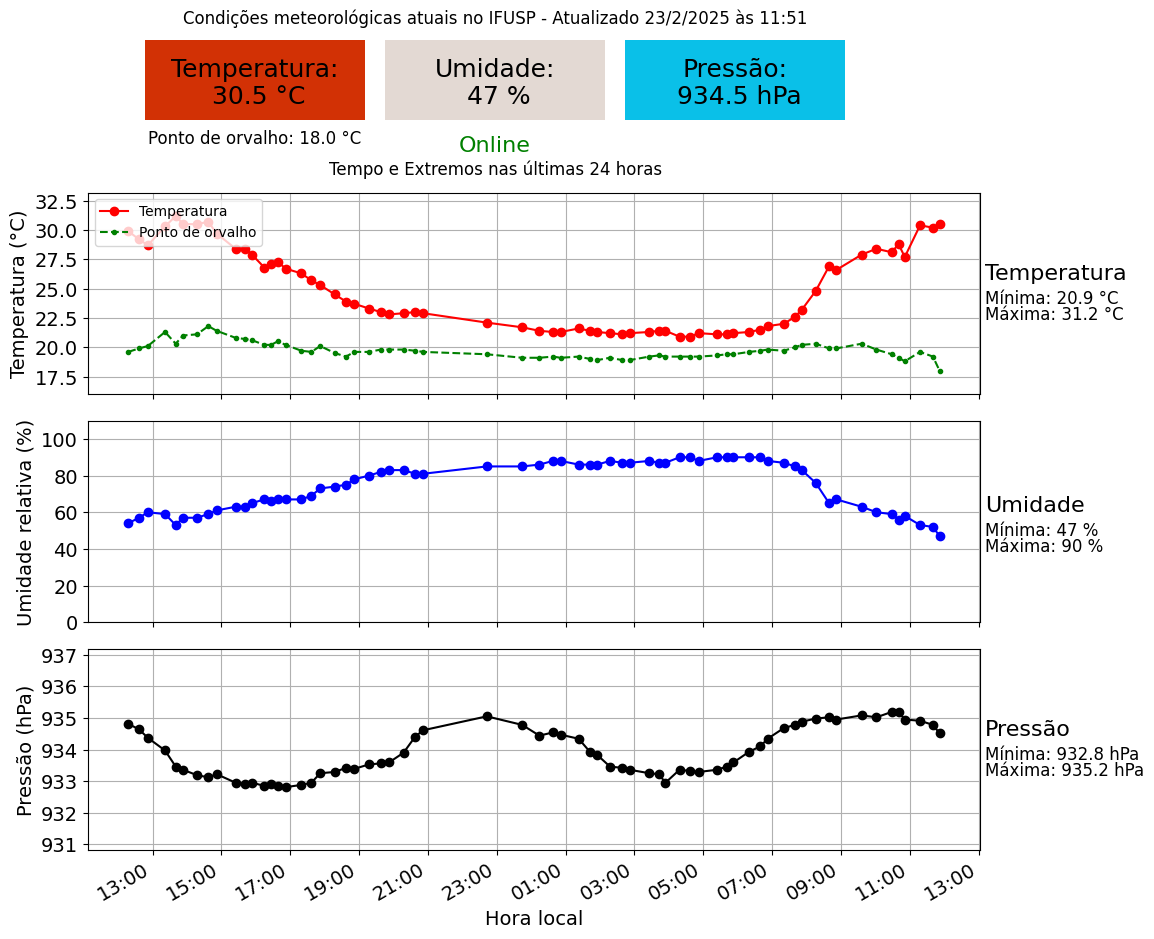 Condições meteorológicas atuais no IFUSP - Atualizado 23/2/2025 às 11:51
Temperatura:
30.5 °C
Umidade:
47 %
Pressão:
934.5 hPa
Ponto de orvalho: 18.0 °C
Online
Tempo e Extremos nas últimas 24 horas
Temperatura (°C)
32.5
30.0
27.5
25.0
22.5
20.0
17.5
Temperatura
Ponto de orvalho
Temperatura
Mínima: 20.9 °C
Máxima: 31.2 °C
Umidade relativa (%)
100
80
60
40
20
0
Umidade
Mínima: 47 %
Máxima: 90 %
Pressão (hPa)
937
936
935
934
933
932
931
Pressão
Mínima: 932.8 hPa
Máxima: 935.2 hPa
13:00 15:00 17:00 19:00 21:00 23:00 01:00 03:00 05:00 07:00 09:00 11:00 13:00
Hora local